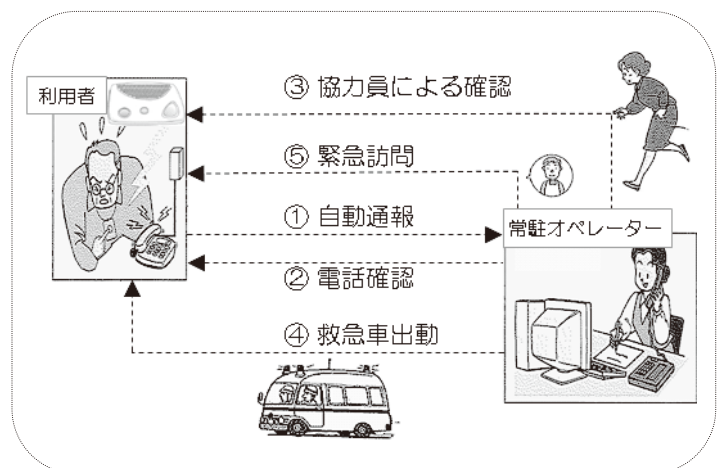 ③ 協力員による確認
利用者
⑤ 緊急訪問
① 自動通報
常駐オペレーター
② 電話確認
④ 救急車出動